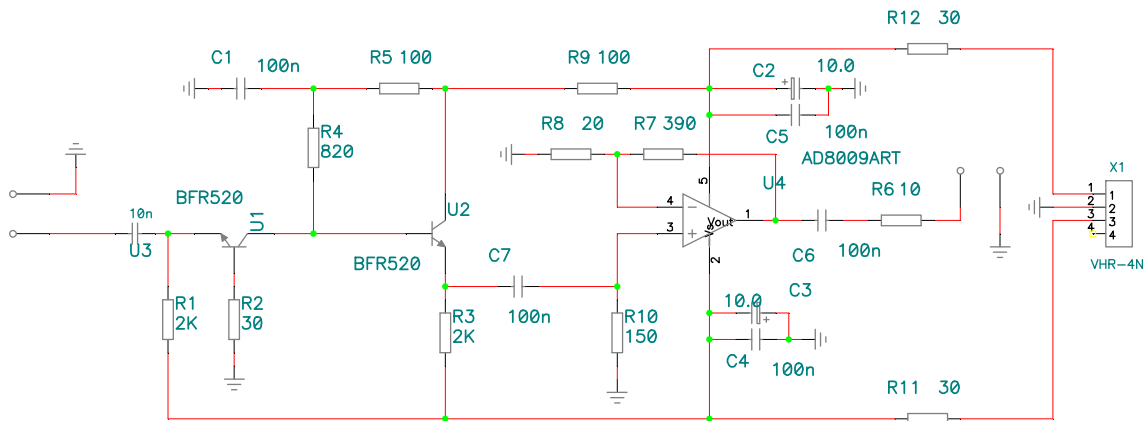 R12 30
C1 100n
R5 100
R9 100
C2 10.0
C5 100n
R4 820
R8 20
R7 390
AD8009ART
U4
X1
1
2
3
4
1
2
3
4
VHR-4N
BFR520
U1
10n
U3
U2
BFR520
5
4
3
1
2
Vs
Vout
R6 10
C6 100n
C7 100n
R1 2K
R2 30
R3 2K
R10 150
10.0 C3
C4 100n
R11 30